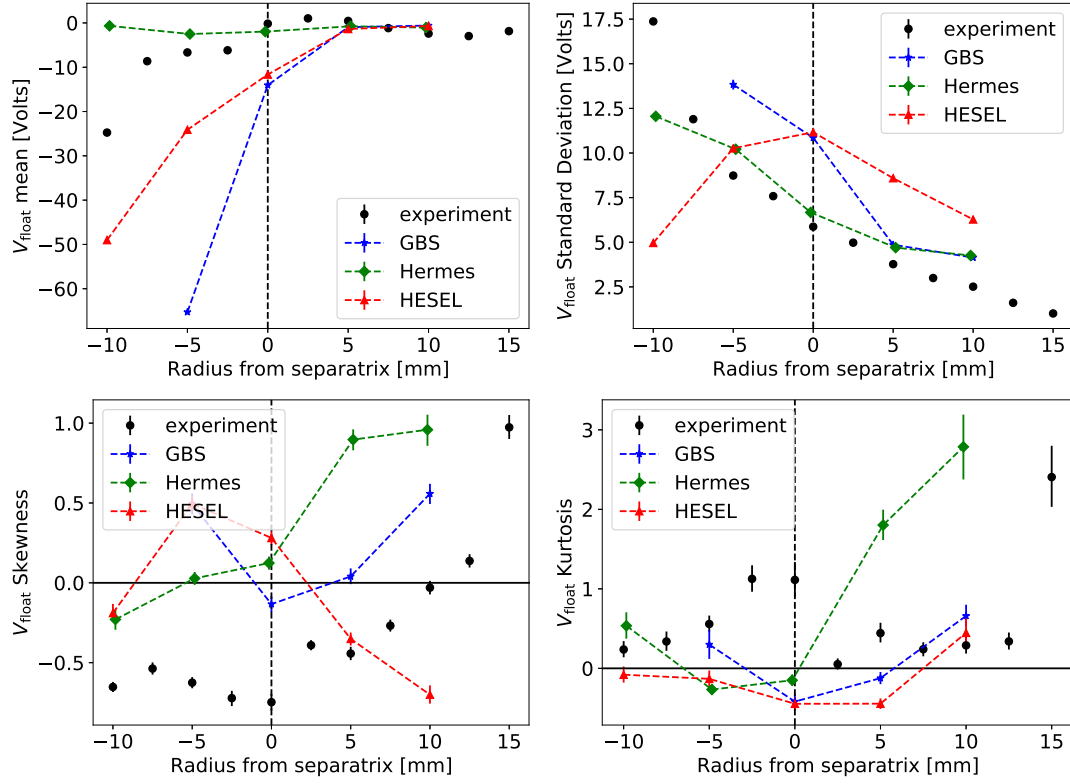 V_float mean [Volts]
0
−10
−20
−30
−40
−50
−60
experiment
GBS
Hermes
HESEL
−10 −5 0 5 10 15
Radius from separatrix [mm]
V_float Standard Deviation [Volts]
17.5
15.0
12.5
10.0
7.5
5.0
2.5
experiment
GBS
Hermes
HESEL
−10 −5 0 5 10 15
Radius from separatrix [mm]
V_float Skewness
1.0
0.5
0.0
−0.5
experiment
GBS
Hermes
HESEL
−10 −5 0 5 10 15
Radius from separatrix [mm]
V_float Kurtosis
3
2
1
0
experiment
GBS
Hermes
HESEL
−10 −5 0 5 10 15
Radius from separatrix [mm]